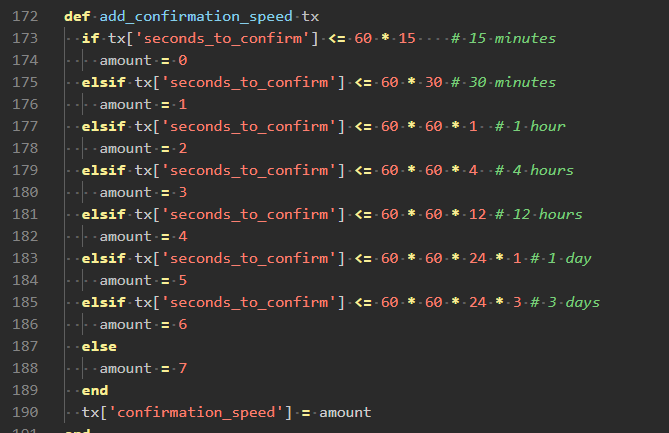 172 def add_confirmation_speed tx
173   if tx['seconds_to_confirm'] <= 60 * 15    # 15 minutes
174     amount = 0
175   elsif tx['seconds_to_confirm'] <= 60 * 30 # 30 minutes
176     amount = 1
177   elsif tx['seconds_to_confirm'] <= 60 * 60 * 1  # 1 hour
178     amount = 2
179   elsif tx['seconds_to_confirm'] <= 60 * 60 * 4  # 4 hours
180     amount = 3
181   elsif tx['seconds_to_confirm'] <= 60 * 60 * 12 # 12 hours
182     amount = 4
183   elsif tx['seconds_to_confirm'] <= 60 * 60 * 24 * 1 # 1 day
184     amount = 5
185   elsif tx['seconds_to_confirm'] <= 60 * 60 * 24 * 3 # 3 days
186     amount = 6
187   else
188     amount = 7
189   end
190   tx['confirmation_speed'] = amount
191 end